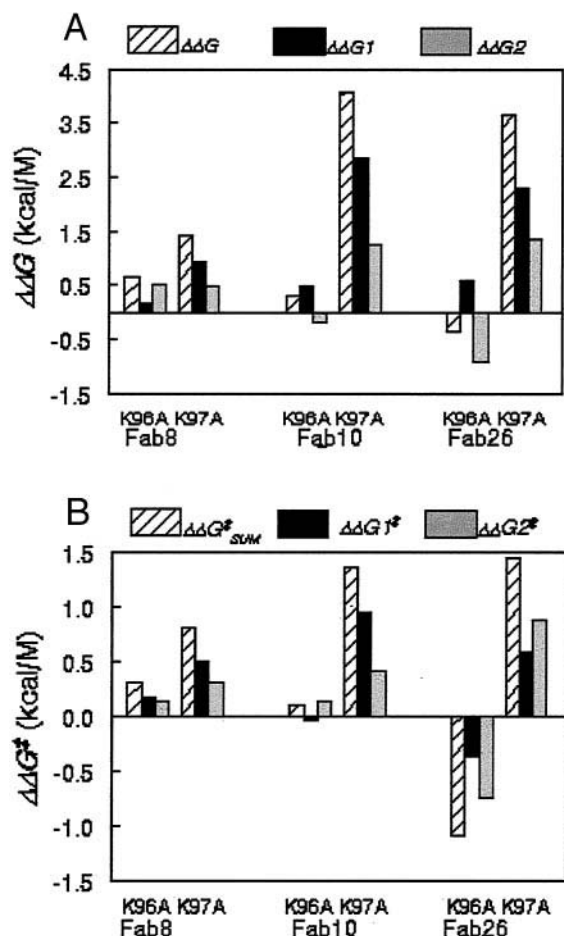 A
ΔΔG ΔΔG1 ΔΔG2
4.5
3.5
2.5
1.5
0.5
-0.5
-1.5
ΔΔG (kcal/M)
K96A K97A K96A K97A K96A K97A
Fab8 Fab10 Fab26
B
ΔΔG‡SUM ΔΔG1‡ ΔΔG2‡
1.5
1.0
0.5
0.0
-0.5
-1.0
-1.5
ΔΔG‡ (kcal/M)
K96A K97A K96A K97A K96A K97A
Fab8 Fab10 Fab26